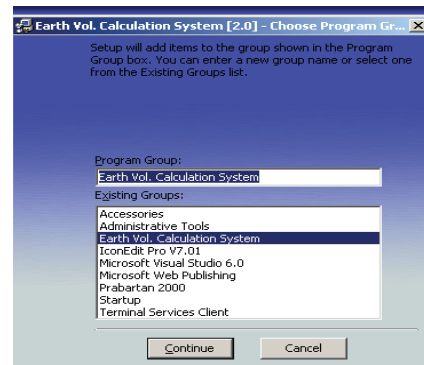 Earth Vol. Calculation System [2.0] - Choose Program Gr...
Setup will add items to the group shown in the Program
Group box. You can enter a new group name or select one
from the Existing Groups list.
Program Group:
Earth Vol. Calculation System
Existing Groups:
Accessories
Administrative Tools
Earth Vol. Calculation System
IconEdit Pro V7.01
Microsoft Visual Studio 6.0
Microsoft Web Publishing
Prabartan 2000
Startup
Terminal Services Client
Continue Cancel